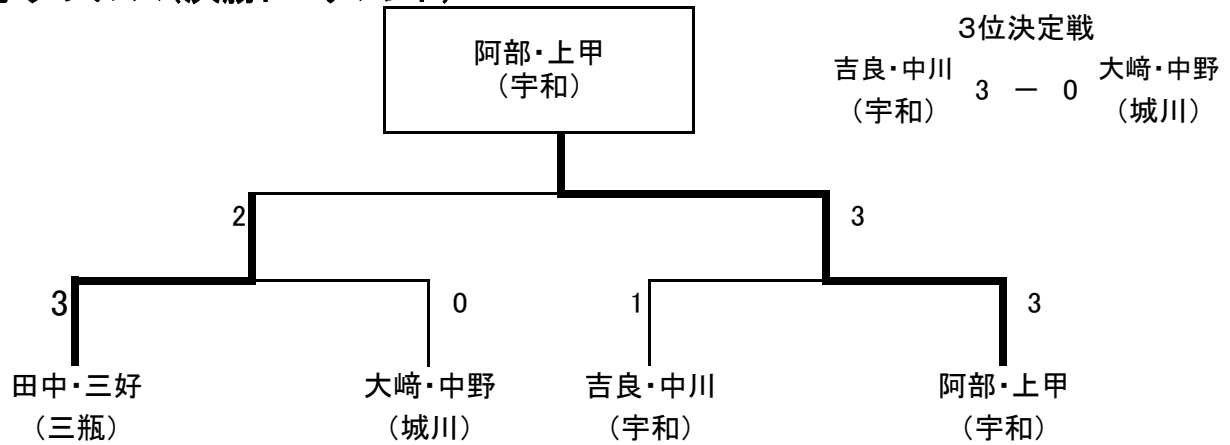 阿部・上甲
（宇和）
３位決定戦
吉良・中川
（宇和）
3 － 0
大﨑・中野
（城川）
2
3
3
0
1
3
田中・三好
（三瓶）
大﨑・中野
（城川）
吉良・中川
（宇和）
阿部・上甲
（宇和）